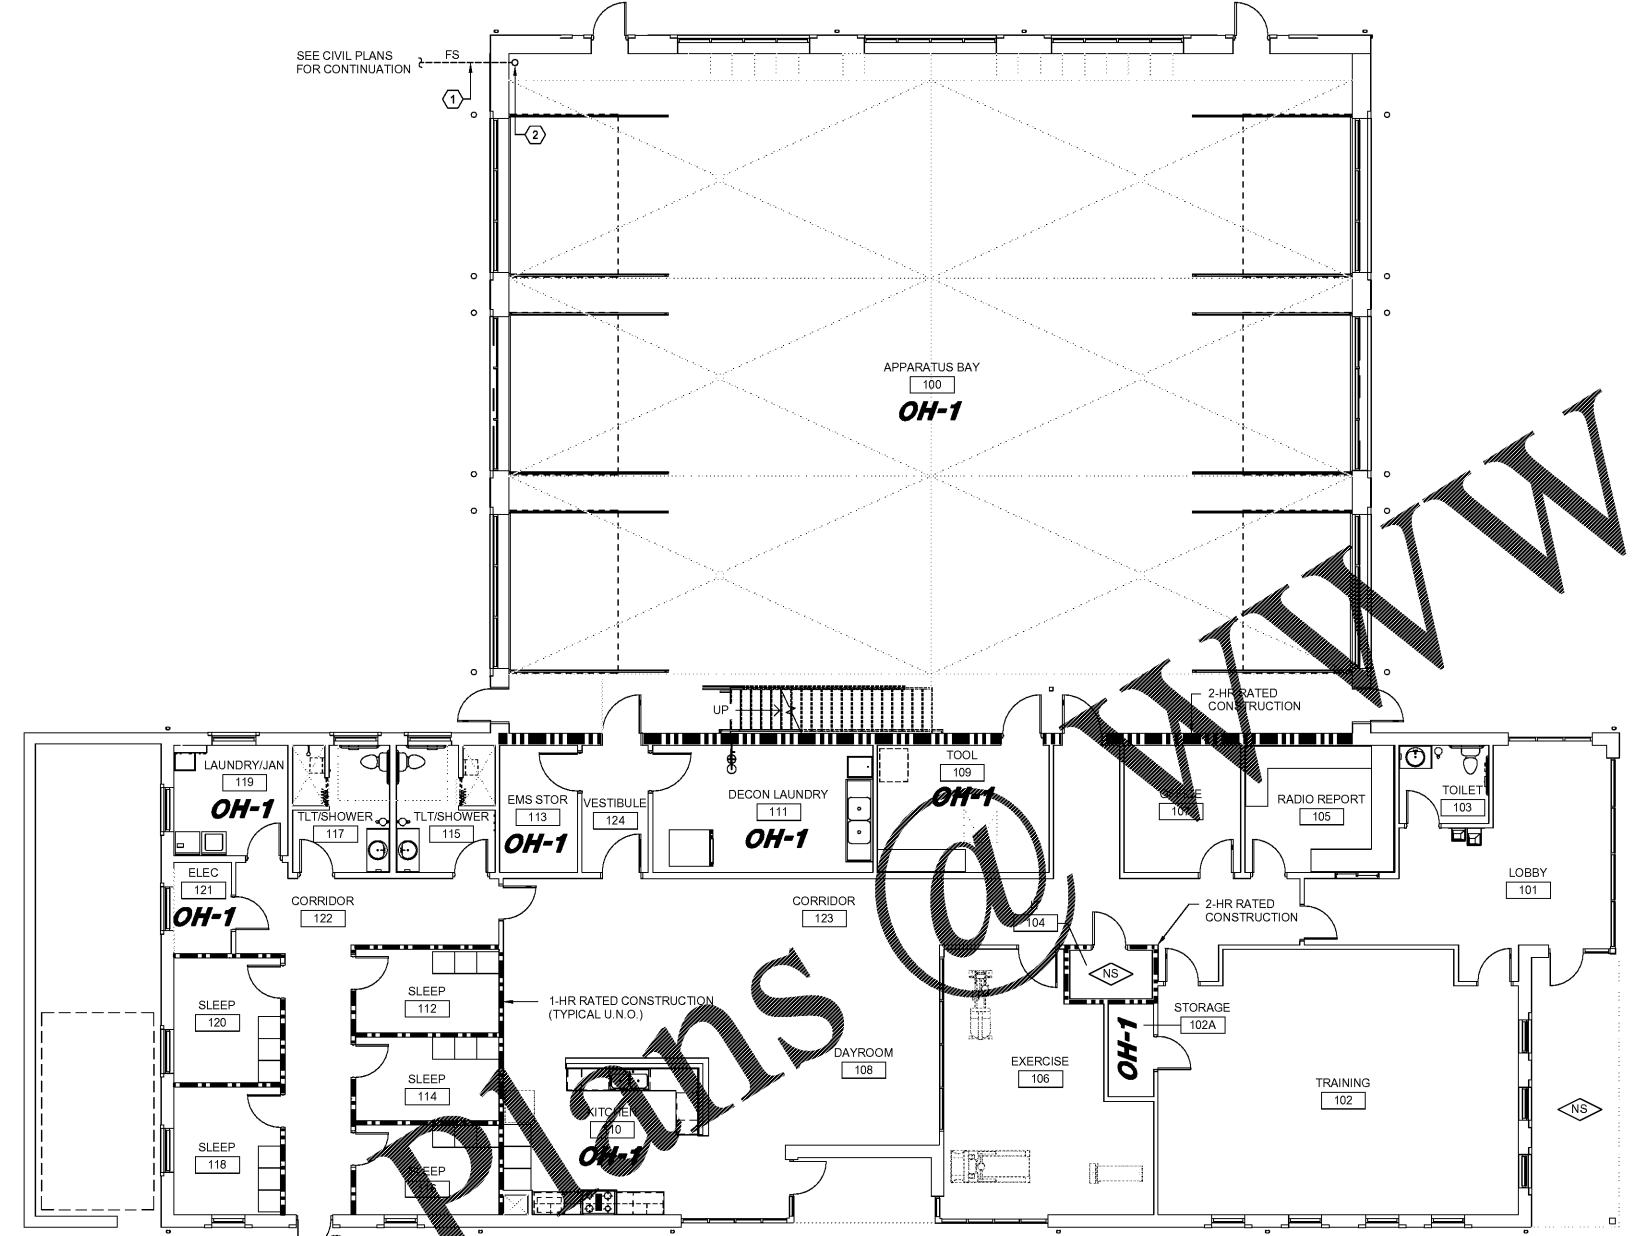 SEE CIVIL PLANS
FOR CONTINUATION
FS
1
2
APPARATUS BAY
100
OH-1
2-HR RATED
CONSTRUCTION
UP
LAUNDRY/JAN
119
OH-1
TLT/SHOWER
117
TLT/SHOWER
115
EMS STOR
113
OH-1
VESTIBULE
124
DECON LAUNDRY
111
OH-1
TOOL
109
OH-1
RADIO REPORT
105
TOILET
103
LOBBY
101
ELEC
121
OH-1
CORRIDOR
122
CORRIDOR
123
104
2-HR RATED
CONSTRUCTION
NS
SLEEP
120
SLEEP
112
1-HR RATED CONSTRUCTION
(TYPICAL U.N.O.)
STORAGE
102A
OH-1
SLEEP
114
DAYROOM
108
EXERCISE
106
TRAINING
102
NS
KITCHEN
110
OH-1
SLEEP
118
SLEEP
Plans@WWW